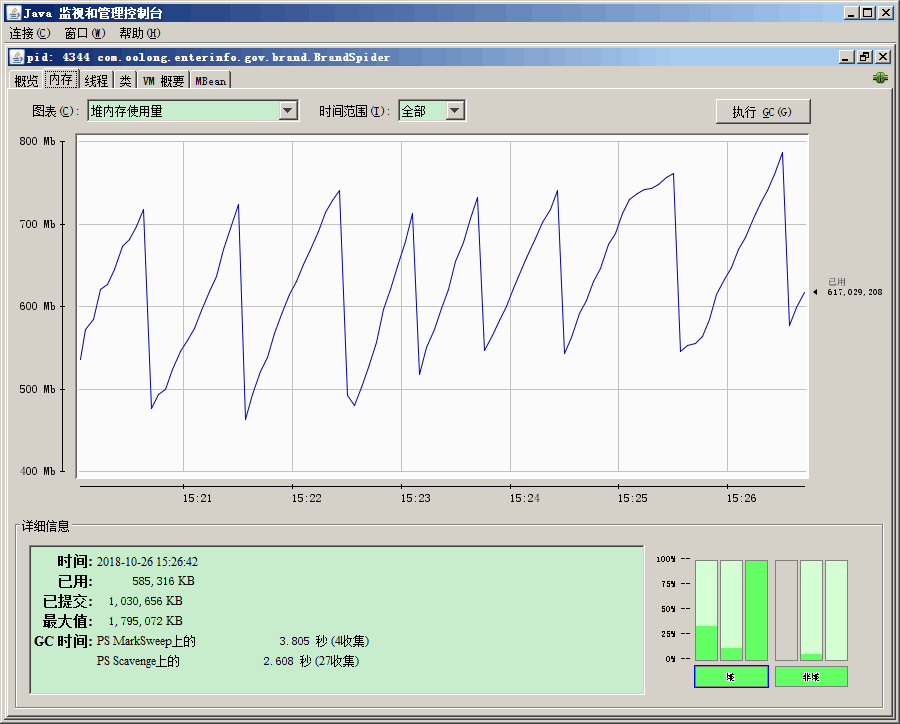 Java 监视和管理控制台
连接(C) 窗口(W) 帮助(H)
pid: 4344 com.oolong.enterinfo.gov.brand.BrandSpider
概览 内存 线程 类 VM 概要 MBean
图表(C): 堆内存使用量 时间范围(I): 全部 执行 GC(G)
800 Mb
700 Mb
600 Mb
500 Mb
400 Mb
已用
617,029,208
15:21 15:22 15:23 15:24 15:25 15:26
详细信息
时间: 2018-10-26 15:26:42
已用: 585,316 KB
已提交: 1,030,656 KB
最大值: 1,795,072 KB
GC 时间: PS MarkSweep上的 3.805 秒 (4收集)
PS Scavenge上的 2.608 秒 (27收集)
100% --
75% --
50% --
25% --
0% --
堆 非堆